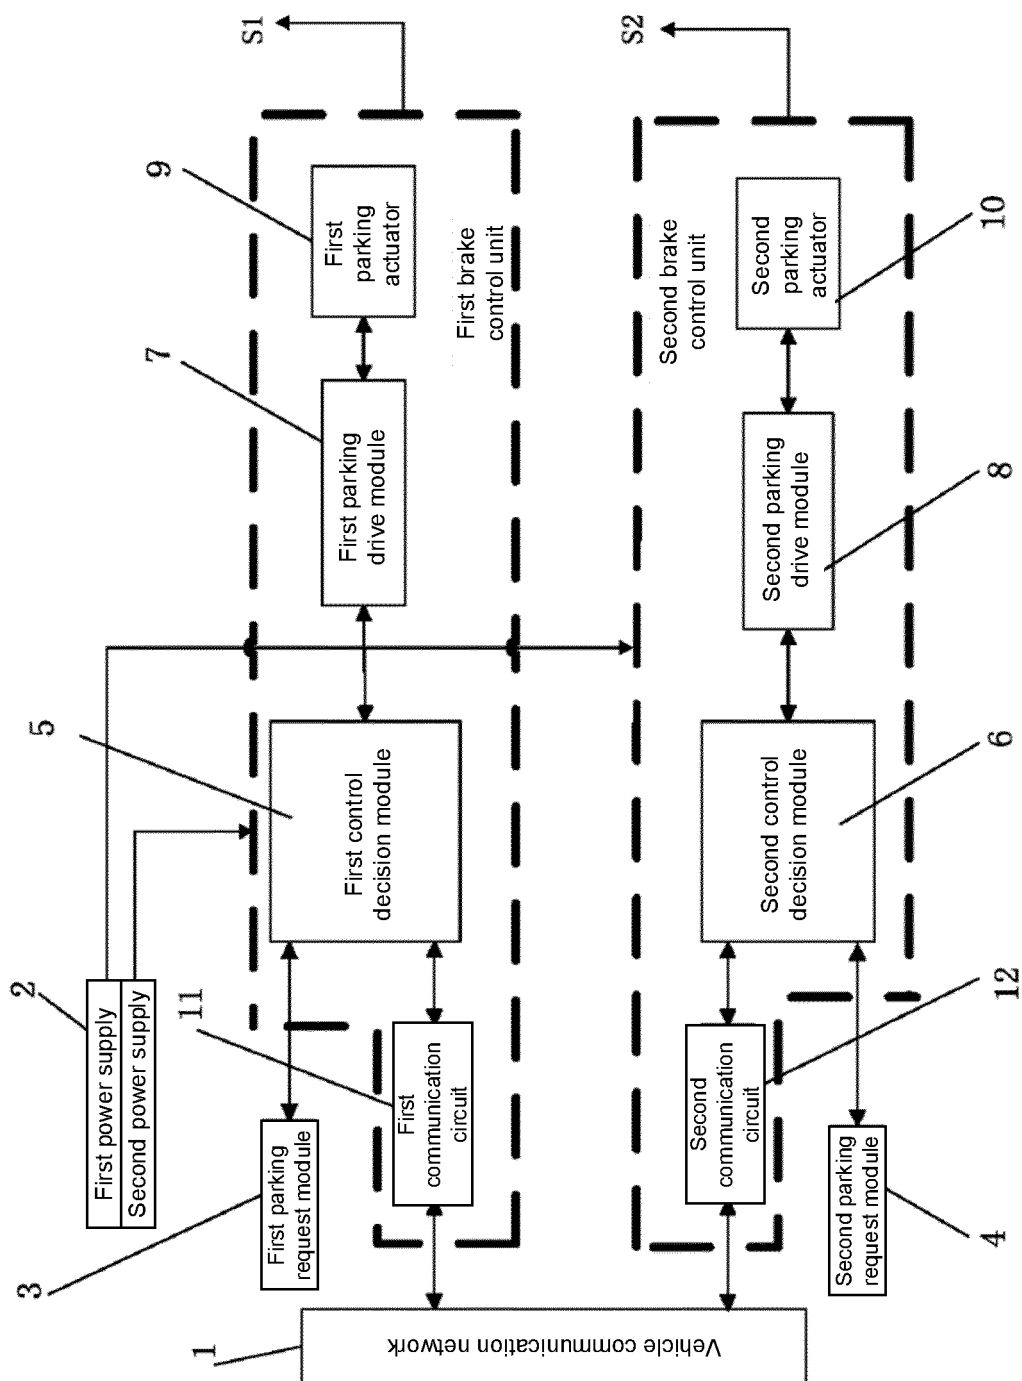 1
Vehicle communication network
2
First power supply
Second power supply
3
First parking
request module
4
Second parking
request module
5
First control
decision module
6
Second control
decision module
7
First parking
drive module
8
Second parking
drive module
9
First
parking
actuator
10
Second
parking
actuator
11
First
communication
circuit
12
Second
communication
circuit
First brake
control unit
Second brake
control unit
S1
S2